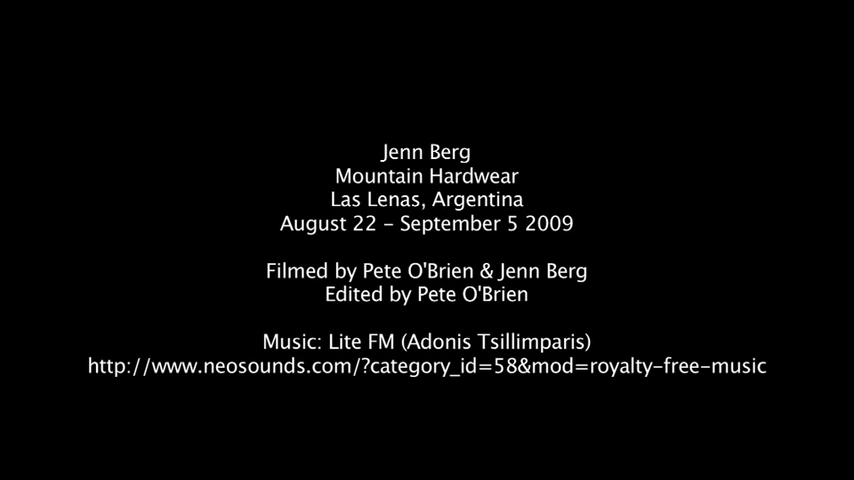 Jenn Berg
Mountain Hardwear
Las Lenas, Argentina
August 22 - September 5 2009
Filmed by Pete O'Brien & Jenn Berg
Edited by Pete O'Brien
Music: Lite FM (Adonis Tsillimparis)
http://www.neosounds.com/?category_id=58&mod=royalty-free-music